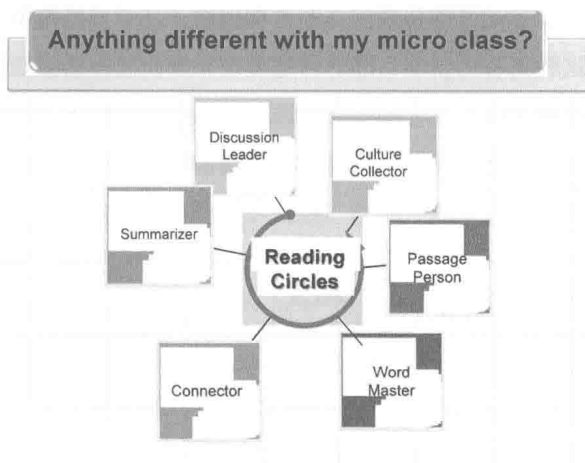 Anything different with my micro class?
Discussion
Leader
Culture
Collector
Summarizer
Reading
Circles
Passage
Person
Connector
Word
Master